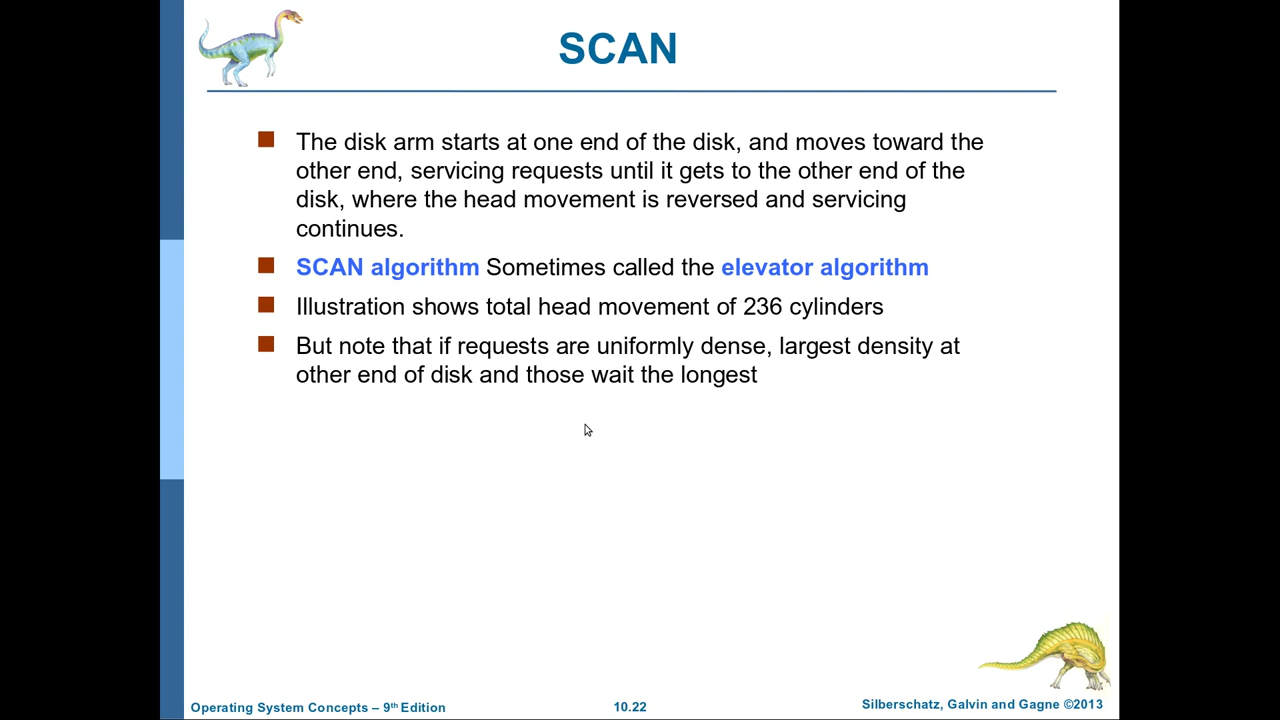 SCAN
The disk arm starts at one end of the disk, and moves toward the
other end, servicing requests until it gets to the other end of the
disk, where the head movement is reversed and servicing
continues.
SCAN algorithm Sometimes called the elevator algorithm
Illustration shows total head movement of 236 cylinders
But note that if requests are uniformly dense, largest density at
other end of disk and those wait the longest
Operating System Concepts – 9th Edition
10.22
Silberschatz, Galvin and Gagne ©2013